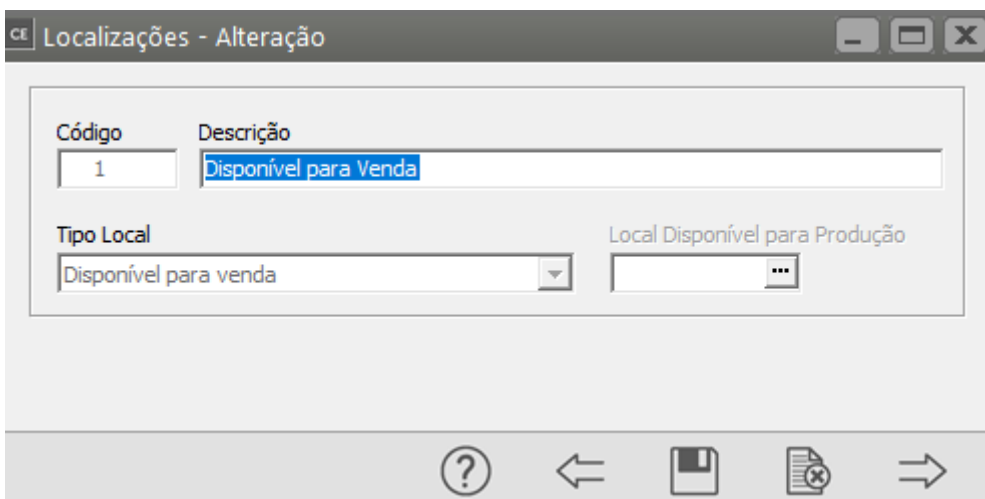 CE Localizações - Alteração
Código Descrição
1 Disponível para Venda
Tipo Local Local Disponível para Produção
Disponível para venda ...
?